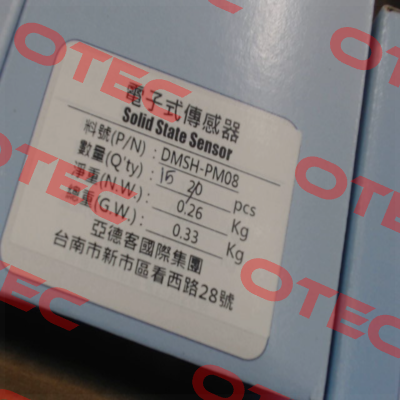 電子式傳感器
Solid State Sensor
料號(P/N) DMSH-PM08
數量(Q'ty) 15 20 pcs
淨重(N.W.) 0.26 Kg
總重(G.W.) 0.33 Kg
亞德客國際集團
台南市新市區看西路28號
OTEC
OTEC
OTEC
OTEC
OTEC